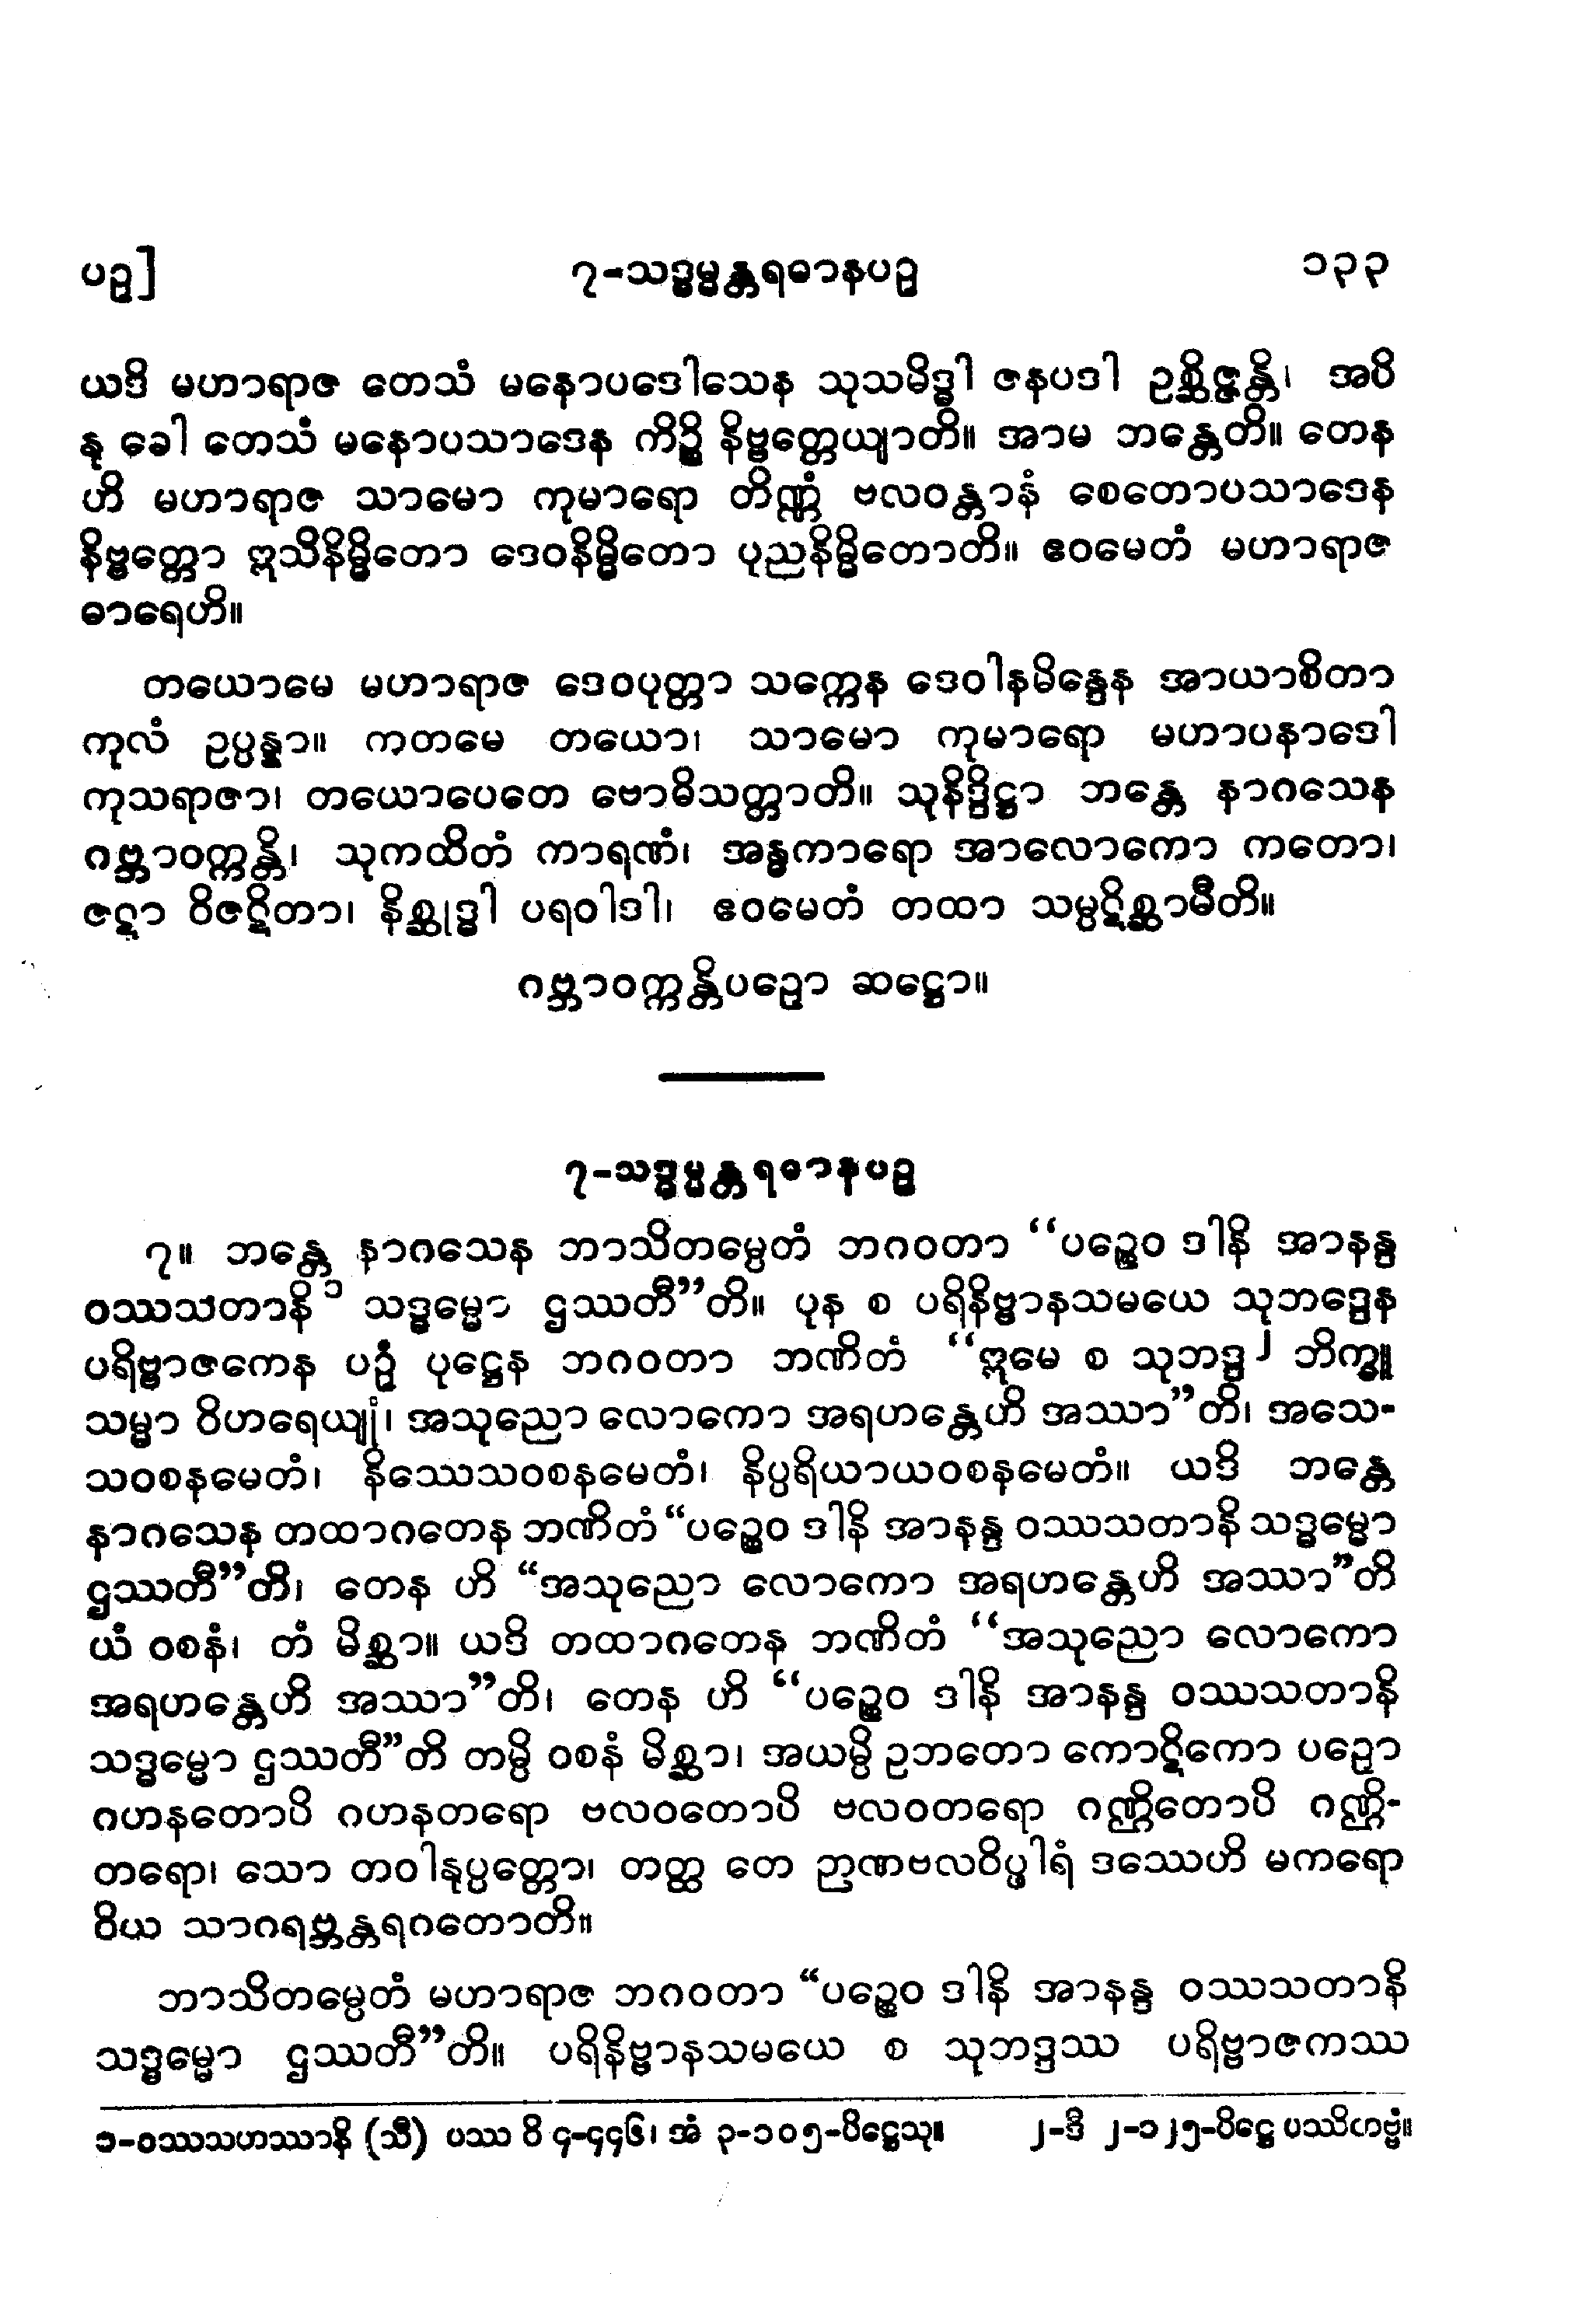 ပဥှ]	၇-သဒ္ဓမ္မန္တရဓာနပဥှ	၁၃၃
ယဒိ မဟာရာဇ တေသံ မနောပဒေါသေန သုသမိဒ္ဓါ ဇနပဒါ ဥစ္ဆိဇ္ဇန္တိ၊ အပိ
နု ခေါ တေသံ မနောပသာဒေန ကိဉ္စိ နိဗ္ဗတ္တေယျာတိ။ အာမ ဘန္တေတိ။ တေန
ဟိ မဟာရာဇ သာမော ကုမာရော တိဏ္ဏံ ဗလဝန္တာနံ စေတောပသာဒေန
နိဗ္ဗတ္တော ဣသိနိမ္မိတော ဒေဝနိမ္မိတော ပုညနိမ္မိတောတိ။ ဧဝမေတံ မဟာရာဇ
ဓာရေဟိ။
တယောမေ မဟာရာဇ ဒေဝပုတ္တာ သက္ကေန ဒေဝါနမိန္ဒေန အာယာစိတာ
ကုလံ ဥပ္ပန္နာ။ ကတမေ တယော၊ သာမော ကုမာရော မဟာပနာဒေါ
ကုသရာဇာ၊ တယောပေတေ ဗောဓိသတ္တာတိ။ သုနိဒ္ဒိဋ္ဌာ ဘန္တေ နာဂသေန
ဂဗ္ဘာဝက္ကန္တိ၊ သုကထိတံ ကာရဏံ၊ အန္ဓကာရော အာလောကော ကတော၊
ဇဋာ ဝိဇဋိတာ၊ နိစ္ဆုဒ္ဓါ ပရဝါဒါ၊ ဧဝမေတံ တထာ သမ္ပဋိစ္ဆာမီတိ။
ဂဗ္ဘာဝက္ကန္တိပဉှော ဆဋ္ဌော။
၇-သဒ္ဓမ္မန္တရဓာနပဥှ
၇။ ဘန္တေ နာဂသေန ဘာသိတမ္ပေတံ ဘဂဝတာ “ပဉ္စေဝ ဒါနိ အာနန္ဒ
ဝဿသတာနိ ၁ သဒ္ဓမ္မော ဌဿတီ”တိ။ ပုန စ ပရိနိဗ္ဗာနသမယေ သုဘဒ္ဒေန
ပရိဗ္ဗာဇကေန ပဉှံ ပုဋ္ဌေန ဘဂဝတာ ဘဏိတံ “ဣမေ စ သုဘဒ္ဒ ၂ ဘိက္ခူ
သမ္မာ ဝိဟရေယျုံ၊ အသုညော လောကော အရဟန္တေဟိ အဿာ”တိ၊ အသေ-
သဝစနမေတံ၊ နိဿေသဝစနမေတံ၊ နိပ္ပရိယာယဝစနမေတံ။ ယဒိ ဘန္တေ
နာဂသေန တထာဂတေန ဘဏိတံ “ပဉ္စေဝ ဒါနိ အာနန္ဒ ဝဿသတာနိ သဒ္ဓမ္မော
ဌဿတီ”တိ၊ တေန ဟိ “အသုညော လောကော အရဟန္တေဟိ အဿာ”တိ
ယံ ဝစနံ၊ တံ မိစ္ဆာ။ ယဒိ တထာဂတေန ဘဏိတံ “အသုညော လောကော
အရဟန္တေဟိ အဿာ”တိ၊ တေန ဟိ “ပဉ္စေဝ ဒါနိ အာနန္ဒ ဝဿသတာနိ
သဒ္ဓမ္မော ဌဿတီ”တိ တမ္ပိ ဝစနံ မိစ္ဆာ၊ အယမ္ပိ ဥဘတော ကောဋိကော ပဉှော
ဂဟနတောပိ ဂဟနတရော ဗလဝတောပိ ဗလဝတရော ဂဏ္ဌိတောပိ ဂဏ္ဌိ-
တရော၊ သော တဝါနုပ္ပတ္တော၊ တတ္ထ တေ ဉာဏဗလဝိပ္ဖါရံ ဒဿေဟိ မကရော
ဝိယ သာဂရဗ္ဘန္တရဂတောတိ။
ဘာသိတမ္ပေတံ မဟာရာဇ ဘဂဝတာ “ပဉ္စေဝ ဒါနိ အာနန္ဒ ဝဿသတာနိ
သဒ္ဓမ္မော ဌဿတီ”တိ။ ပရိနိဗ္ဗာနသမယေ စ သုဘဒ္ဒဿ ပရိဗ္ဗာဇကဿ
၁-ဝဿသဟဿာနိ (သီ) ပဿ ဝိ ၄-၄၄၆၊ အံ ၃-၁၀၅-ပိဋ္ဌေသု။	၂-ဒီ ၂-၁၂၅-ပိဋ္ဌေ ပဿိတဗ္ဗံ။